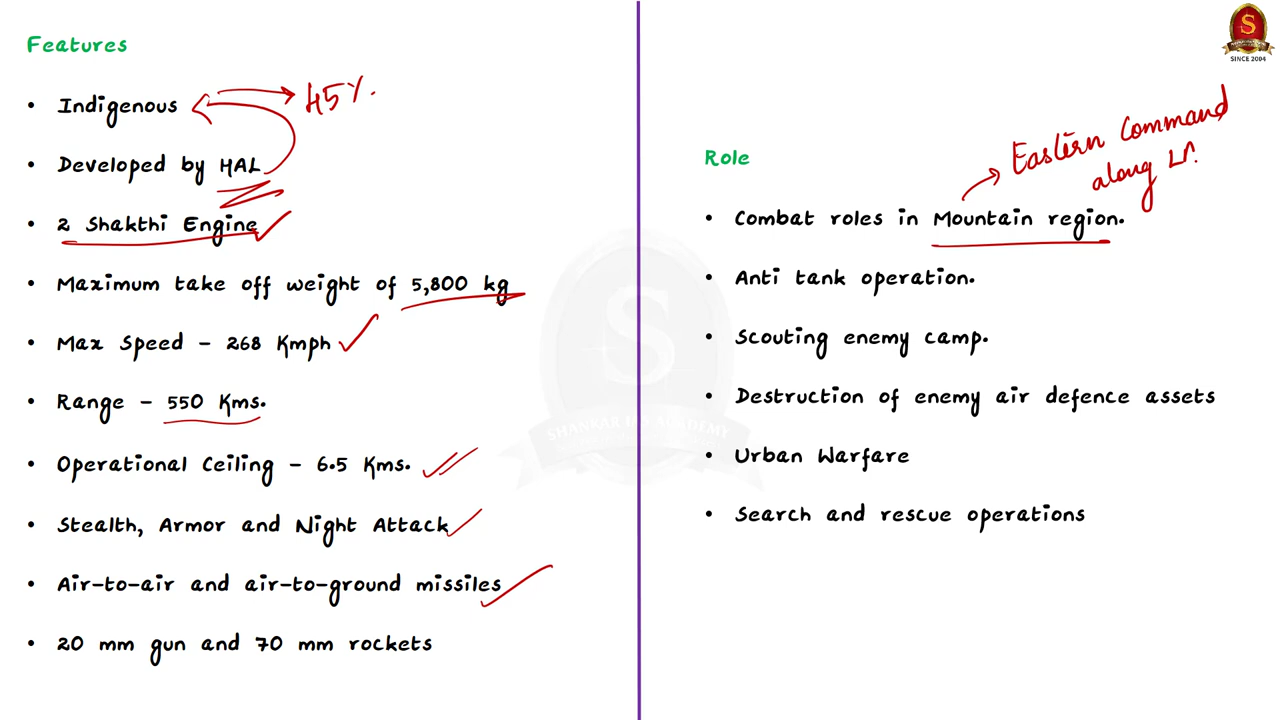 Features
• Indigenous 45%.
• Developed by HAL
• 2 Shakthi Engine
• Maximum take off weight of 5,800 kg
• Max Speed - 268 Kmph
• Range - 550 Kms.
• Operational Ceiling - 6.5 Kms.
• Stealth, Armor and Night Attack
• Air-to-air and air-to-ground missiles
• 20 mm gun and 70 mm rockets
S
SINCE 2004
Eastern Command
along
Role
• Combat roles in Mountain region.
• Anti tank operation.
• Scouting enemy camp.
• Destruction of enemy air defence assets
• Urban Warfare
• Search and rescue operations
S
SHANKAR IAS ACADEMY